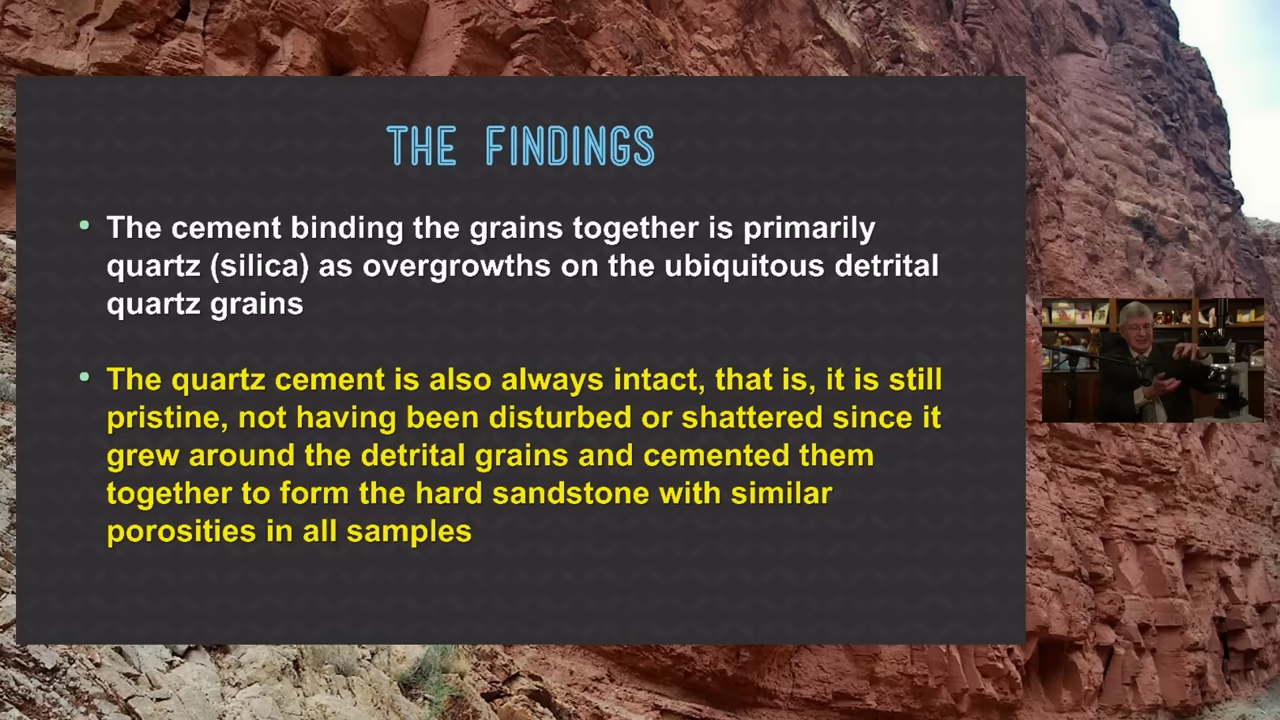 THE FINDINGS
• The cement binding the grains together is primarily
quartz (silica) as overgrowths on the ubiquitous detrital
quartz grains
• The quartz cement is also always intact, that is, it is still
pristine, not having been disturbed or shattered since it
grew around the detrital grains and cemented them
together to form the hard sandstone with similar
porosities in all samples